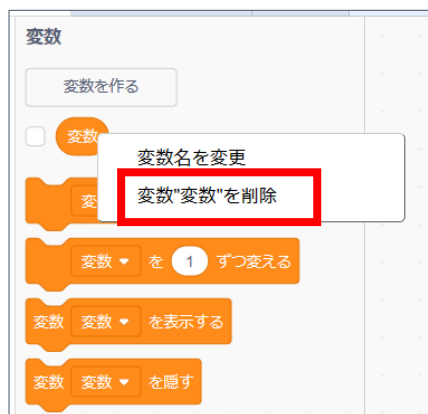 変数
変数を作る
変数
変数名を変更
変数"変数"を削除
変
変数 を 1 ずつ変える
変数 変数 を表示する
変数 変数 を隠す